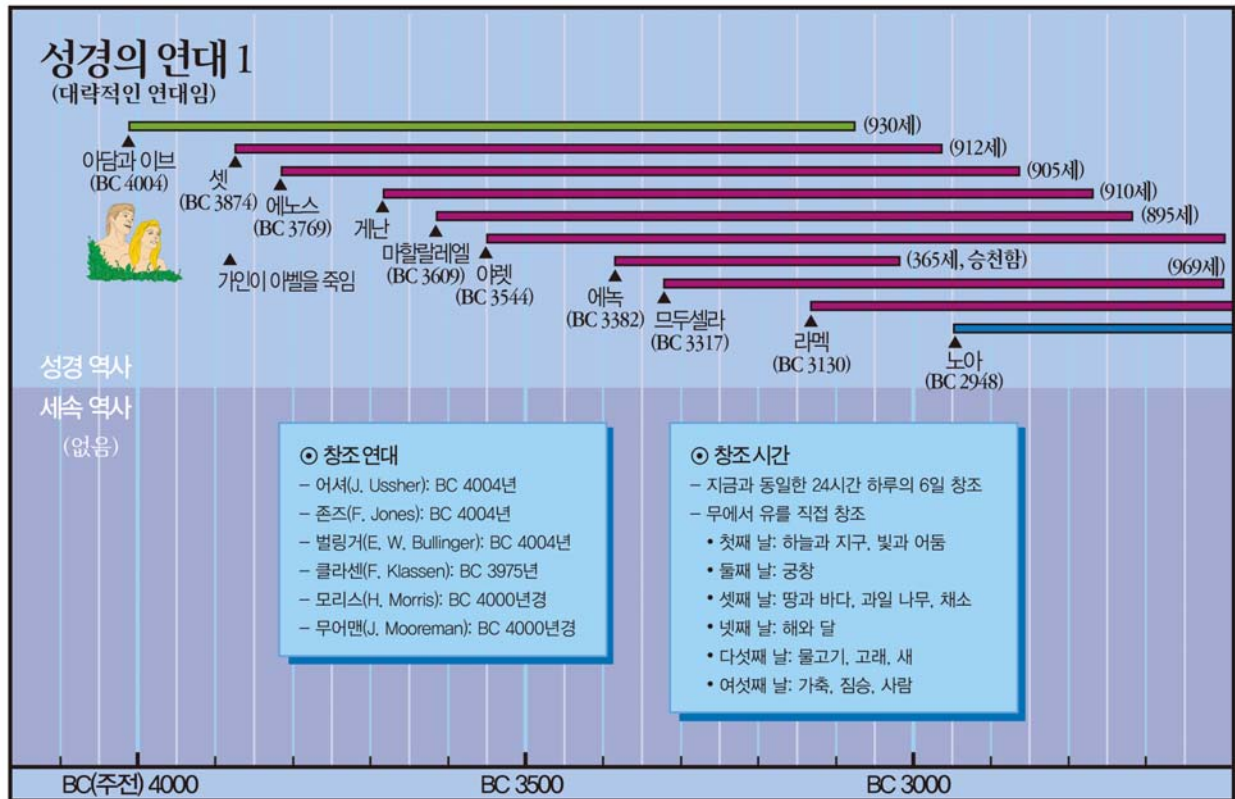 성경의 연대 1
(대략적인 연대임)
(930세)
아담과 이브
(BC 4004)
(912세)
셋
(BC 3874)
(905세)
에노스
(BC 3769)
(910세)
게난
(895세)
마할랄레엘
(BC 3609)
야렛
(BC 3544)
가인이 아벨을 죽임
(365세, 승천함)
에녹
(BC 3382)
(969세)
므두셀라
(BC 3317)
라멕
(BC 3130)
노아
(BC 2948)
성경 역사
세속 역사
(없음)
⊙ 창조 연대
– 어셔(J. Ussher): BC 4004년
– 존즈(F. Jones): BC 4004년
– 벌링거(E. W. Bullinger): BC 4004년
– 클라센(F. Klassen): BC 3975년
– 모리스(H. Morris): BC 4000년경
– 무어맨(J. Mooreman): BC 4000년경
⊙ 창조 시간
– 지금과 동일한 24시간 하루의 6일 창조
– 무에서 유를 직접 창조
• 첫째 날: 하늘과 지구, 빛과 어둠
• 둘째 날: 궁창
• 셋째 날: 땅과 바다, 과일 나무, 채소
• 넷째 날: 해와 달
• 다섯째 날: 물고기, 고래, 새
• 여섯째 날: 가축, 짐승, 사람
BC(주전) 4000
BC 3500
BC 3000